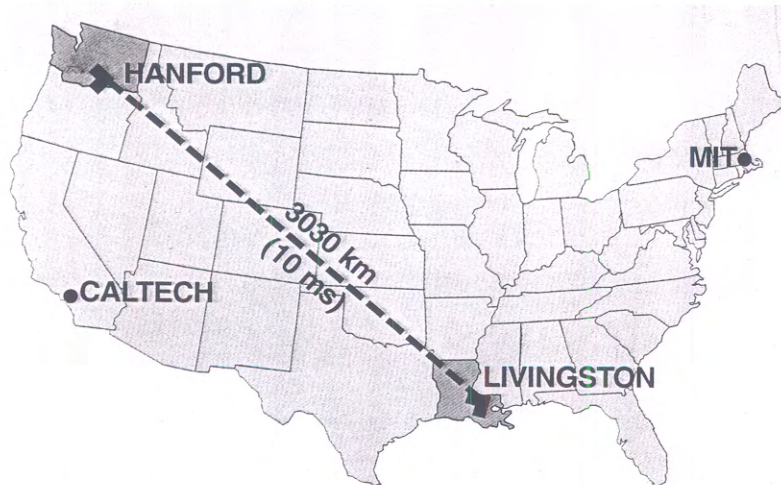 HANFORD
MIT
3030 km
(10 ms)
CALTECH
LIVINGSTON